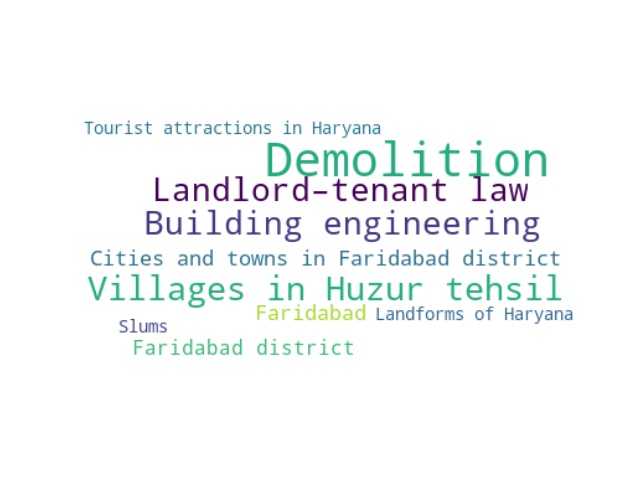 Tourist attractions in Haryana
Demolition
Landlord–tenant law
Building engineering
Cities and towns in Faridabad district
Villages in Huzur tehsil
Faridabad Landforms of Haryana
Slums
Faridabad district